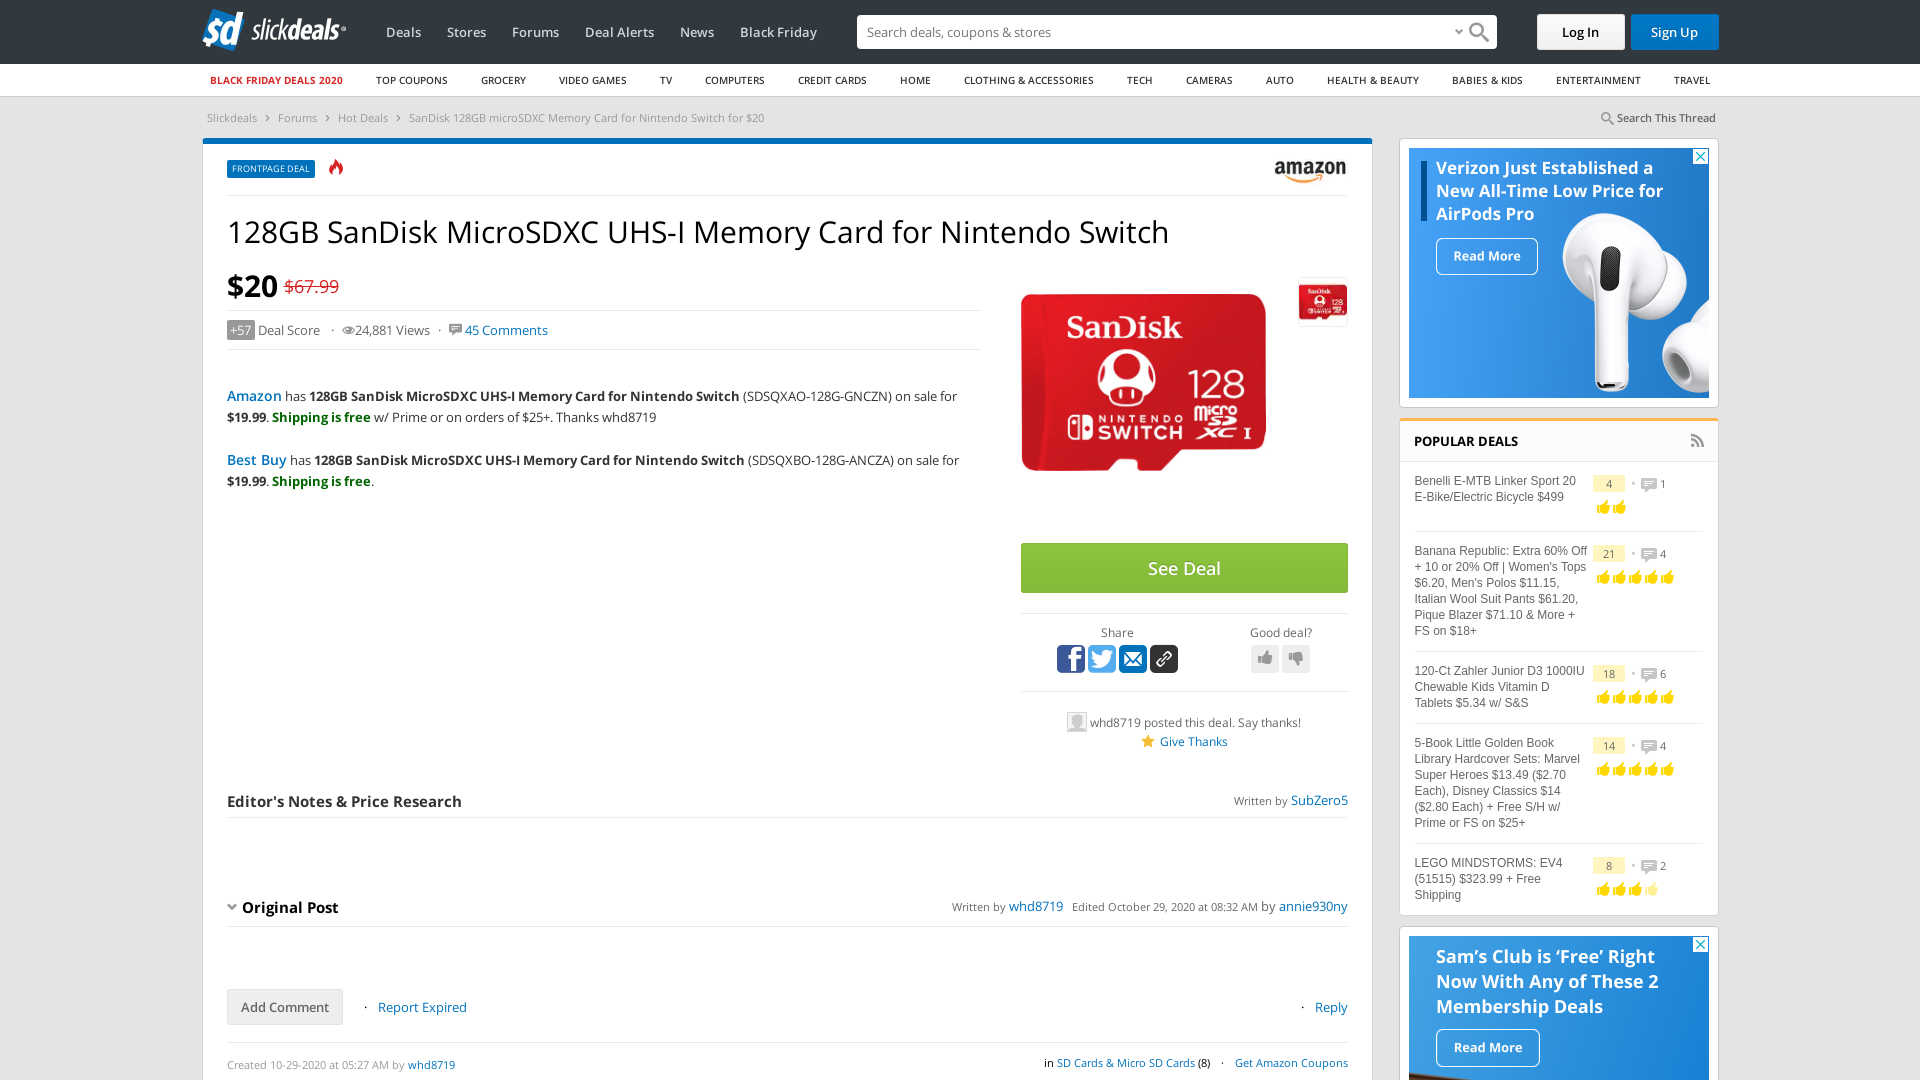 sd slickdeals
Deals Stores Forums Deal Alerts News Black Friday
Search deals, coupons & stores
Log In Sign Up
BLACK FRIDAY DEALS 2020 TOP COUPONS GROCERY VIDEO GAMES TV COMPUTERS CREDIT CARDS HOME CLOTHING & ACCESSORIES TECH CAMERAS AUTO HEALTH & BEAUTY BABIES & KIDS ENTERTAINMENT TRAVEL
Slickdeals › Forums › Hot Deals › SanDisk 128GB microSDXC Memory Card for Nintendo Switch for $20
Search This Thread
FRONTPAGE DEAL
amazon
128GB SanDisk MicroSDXC UHS-I Memory Card for Nintendo Switch
$20 $67.99
+57 Deal Score · 24,881 Views · 45 Comments
Amazon has 128GB SanDisk MicroSDXC UHS-I Memory Card for Nintendo Switch (SDSQXAO-128G-GNCZN) on sale for
$19.99. Shipping is free w/ Prime or on orders of $25+. Thanks whd8719
Best Buy has 128GB SanDisk MicroSDXC UHS-I Memory Card for Nintendo Switch (SDSQXBO-128G-ANCZA) on sale for
$19.99. Shipping is free.
SanDisk
128
NINTENDO
SWITCH
micro
SD
XC I
SanDisk
128
See Deal
Share
Good deal?
whd8719 posted this deal. Say thanks!
Give Thanks
Editor's Notes & Price Research
Written by SubZero5
Original Post
Written by whd8719 Edited October 29, 2020 at 08:32 AM by annie930ny
Add Comment · Report Expired
· Reply
Created 10-29-2020 at 05:27 AM by whd8719
in SD Cards & Micro SD Cards (8) · Get Amazon Coupons
Verizon Just Established a
New All-Time Low Price for
AirPods Pro
Read More
POPULAR DEALS
Benelli E-MTB Linker Sport 20
E-Bike/Electric Bicycle $499
4 • 1
Banana Republic: Extra 60% Off
+ 10 or 20% Off | Women's Tops
$6.20, Men's Polos $11.15,
Italian Wool Suit Pants $61.20,
Pique Blazer $71.10 & More +
FS on $18+
21 • 4
120-Ct Zahler Junior D3 1000IU
Chewable Kids Vitamin D
Tablets $5.34 w/ S&S
18 • 6
5-Book Little Golden Book
Library Hardcover Sets: Marvel
Super Heroes $13.49 ($2.70
Each), Disney Classics $14
($2.80 Each) + Free S/H w/
Prime or FS on $25+
14 • 4
LEGO MINDSTORMS: EV4
(51515) $323.99 + Free
Shipping
8 • 2
Sam's Club is 'Free' Right
Now With Any of These 2
Membership Deals
Read More